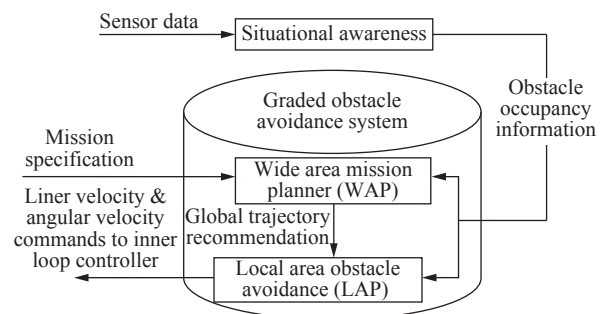 Sensor data
Situational awareness
Obstacle
occupancy
information
Graded obstacle
avoidance system
Mission
specification
Wide area mission
planner (WAP)
Liner velocity &
angular velocity
commands to inner
loop controller
Global trajectory
recommendation
Local area obstacle
avoidance (LAP)